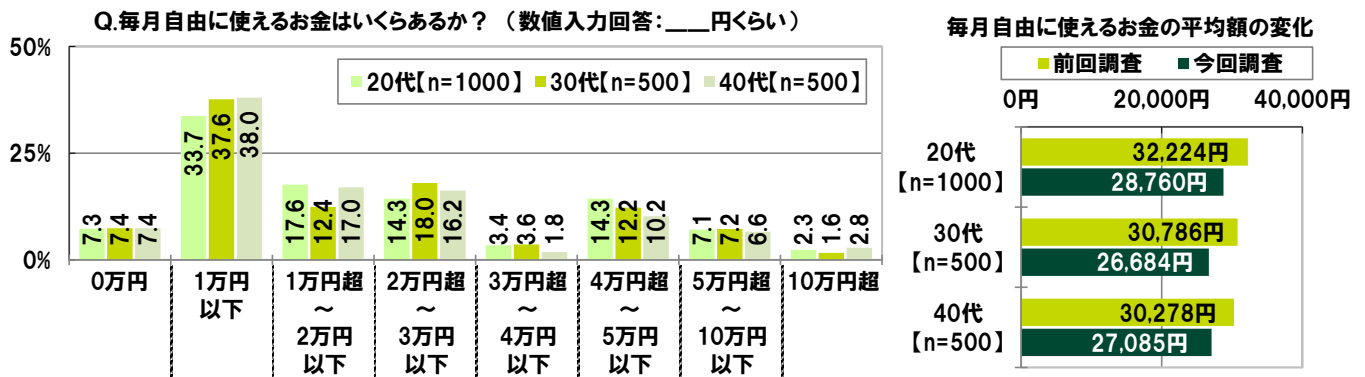 Q.毎月自由に使えるお金はいくらあるか？ （数値入力回答：＿＿円くらい）
50%
25%
0%
20代【n=1000】 30代【n=500】 40代【n=500】
7.3 7.4 7.4
33.7 37.6 38.0
17.6 12.4 17.0
14.3 18.0 16.2
3.4 3.6 1.8
14.3 12.2 10.2
7.1 7.2 6.6
2.3 1.6 2.8
0万円
1万円
以下
1万円超
～
2万円
以下
2万円超
～
3万円
以下
3万円超
～
4万円
以下
4万円超
～
5万円
以下
5万円超
～
10万円
以下
10万円超
毎月自由に使えるお金の平均額の変化
前回調査 今回調査
0円 20,000円 40,000円
20代
【n=1000】
32,224円
28,760円
30代
【n=500】
30,786円
26,684円
40代
【n=500】
30,278円
27,085円